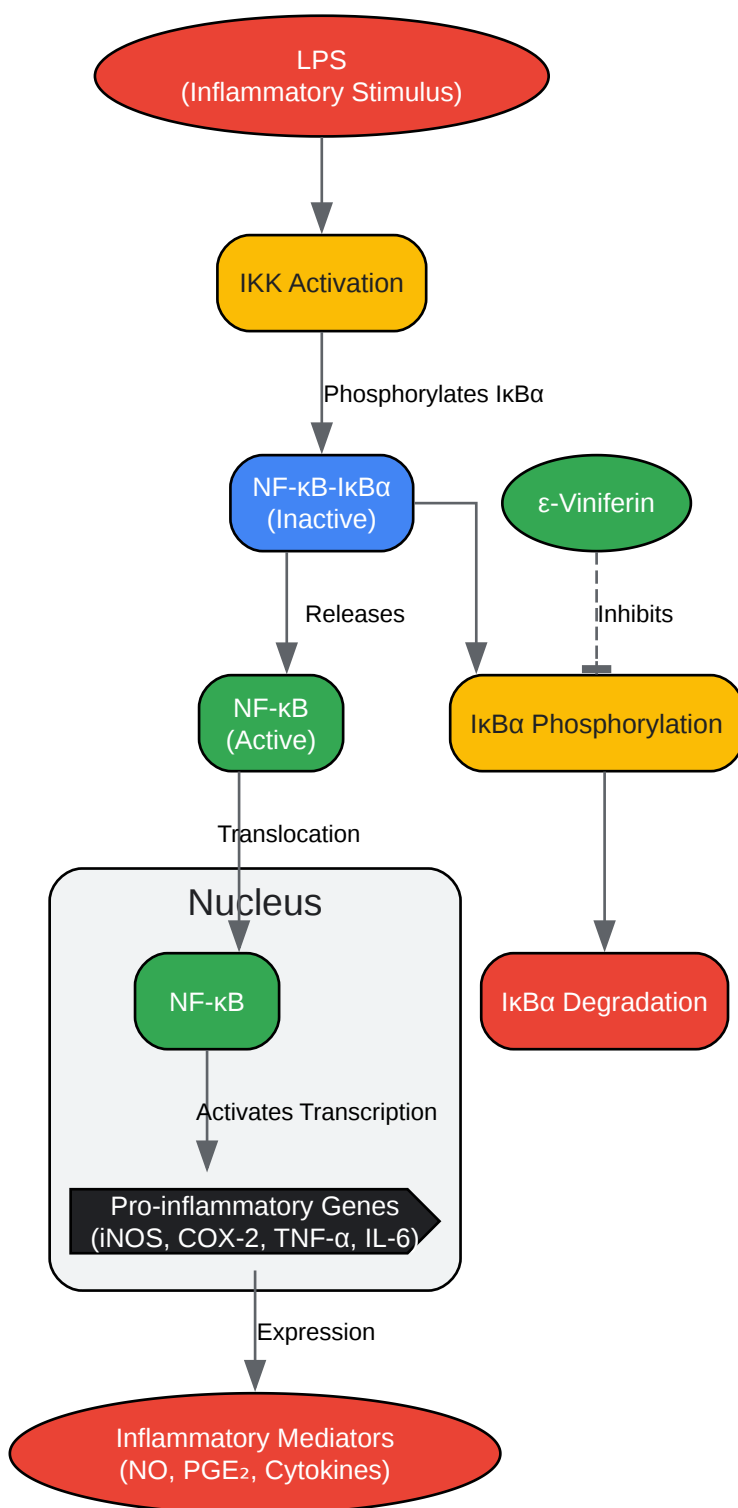 LPS
(Inflammatory Stimulus)
IKK Activation
Phosphorylates IκBα
NF-κB-IκBα
(Inactive)
ε-Viniferin
Releases
Inhibits
NF-κB
(Active)
IκBα Phosphorylation
Translocation
Nucleus
NF-κB
IκBα Degradation
Activates Transcription
Pro-inflammatory Genes
(iNOS, COX-2, TNF-α, IL-6)
Expression
Inflammatory Mediators
(NO, PGE₂, Cytokines)